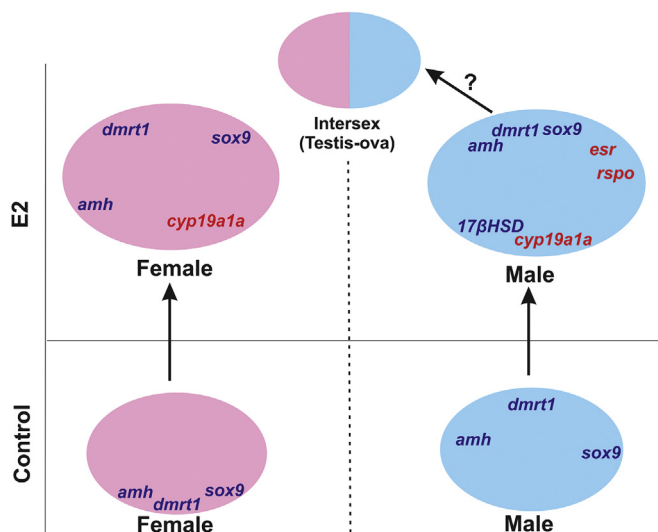 ?
Intersex
(Testis-ova)
E2
dmrt1
sox9
amh
cyp19a1a
Female
dmrt1 sox9
amh
esr
rspo
17βHSD
cyp19a1a
Male
Control
amh
dmrt1
sox9
Female
dmrt1
amh
sox9
Male